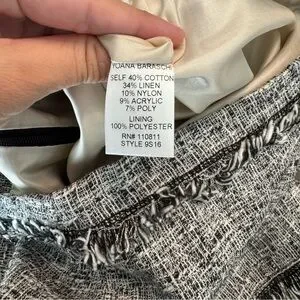 YOANA BARASCHI
SELF 40% COTTON
34% LINEN
10% NYLON
9% ACRYLIC
7% POLY
LINING
100% POLYESTER
RN# 110811
STYLE 9S16